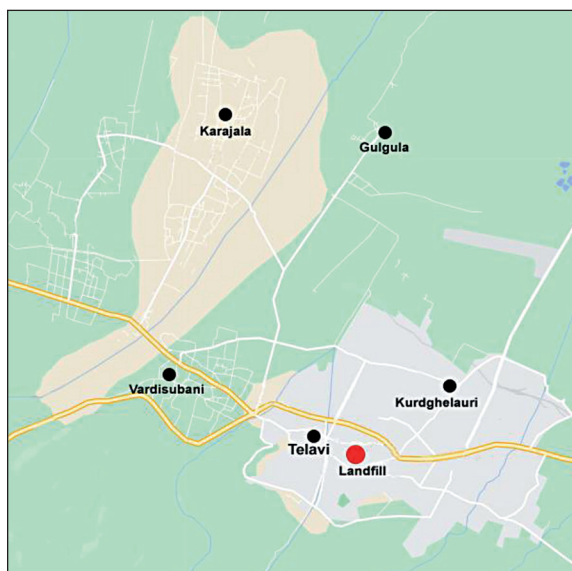 Karajala
Gulgula
Vardisubani
Kurdghelauri
Telavi
Landfill